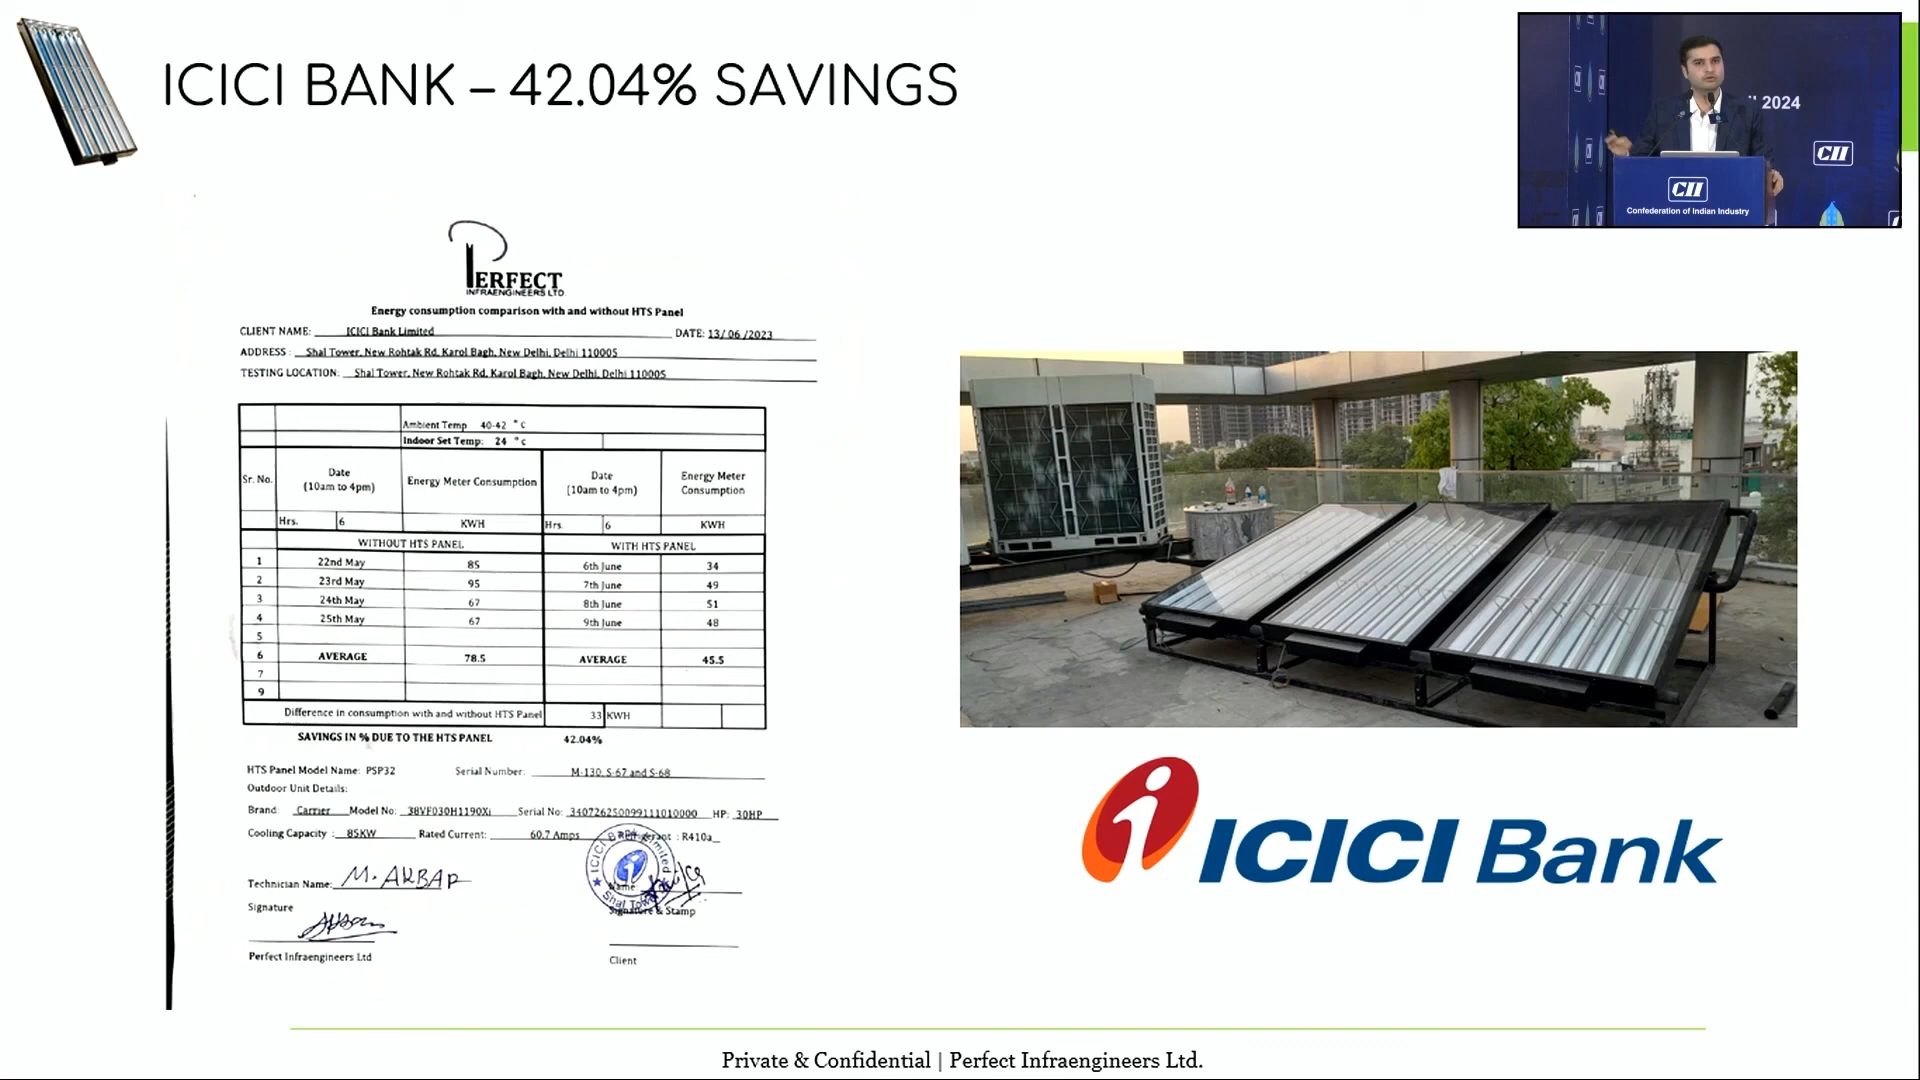 ICICI BANK – 42.04% SAVINGS
2024
CII
CII
Confederation of Indian Industry
PERFECT
INFRAENGINEERS LTD.
Energy consumption comparison with and without HTS Panel
CLIENT NAME: ICICI Bank Limited DATE: 13/06/2023
ADDRESS : Shal Tower, New Rohtak Rd, Karol Bagh, New Delhi, Delhi 110005
TESTING LOCATION: Shal Tower, New Rohtak Rd, Karol Bagh, New Delhi, Delhi 110005
Ambient Temp 40-42 °c
Indoor Set Temp: 24 °c
Sr. No. Date (10am to 4pm) Energy Meter Consumption Date (10am to 4pm) Energy Meter Consumption
Hrs. 6 KWH Hrs. 6 KWH
WITHOUT HTS PANEL WITH HTS PANEL
1 22nd May 85 6th June 34
2 23rd May 95 7th June 49
3 24th May 67 8th June 51
4 25th May 67 9th June 48
5
6 AVERAGE 78.5 AVERAGE 45.5
7
9
Difference in consumption with and without HTS Panel 33 KWH
SAVINGS IN % DUE TO THE HTS PANEL 42.04%
HTS Panel Model Name: PSP32 Serial Number: M-130, S-67 and S-68
Outdoor Unit Details:
Brand: Carrier Model No: 38VF030H1190Xi Serial No: 340726250099111010000 HP: 30HP
Cooling Capacity : 85KW Rated Current: 60.7 Amps Refrigerant : R410a
Technician Name: M. AKBAR Name:
Signature Signature & Stamp
Perfect Infraengineers Ltd Client
ICICI Bank
Private & Confidential | Perfect Infraengineers Ltd.